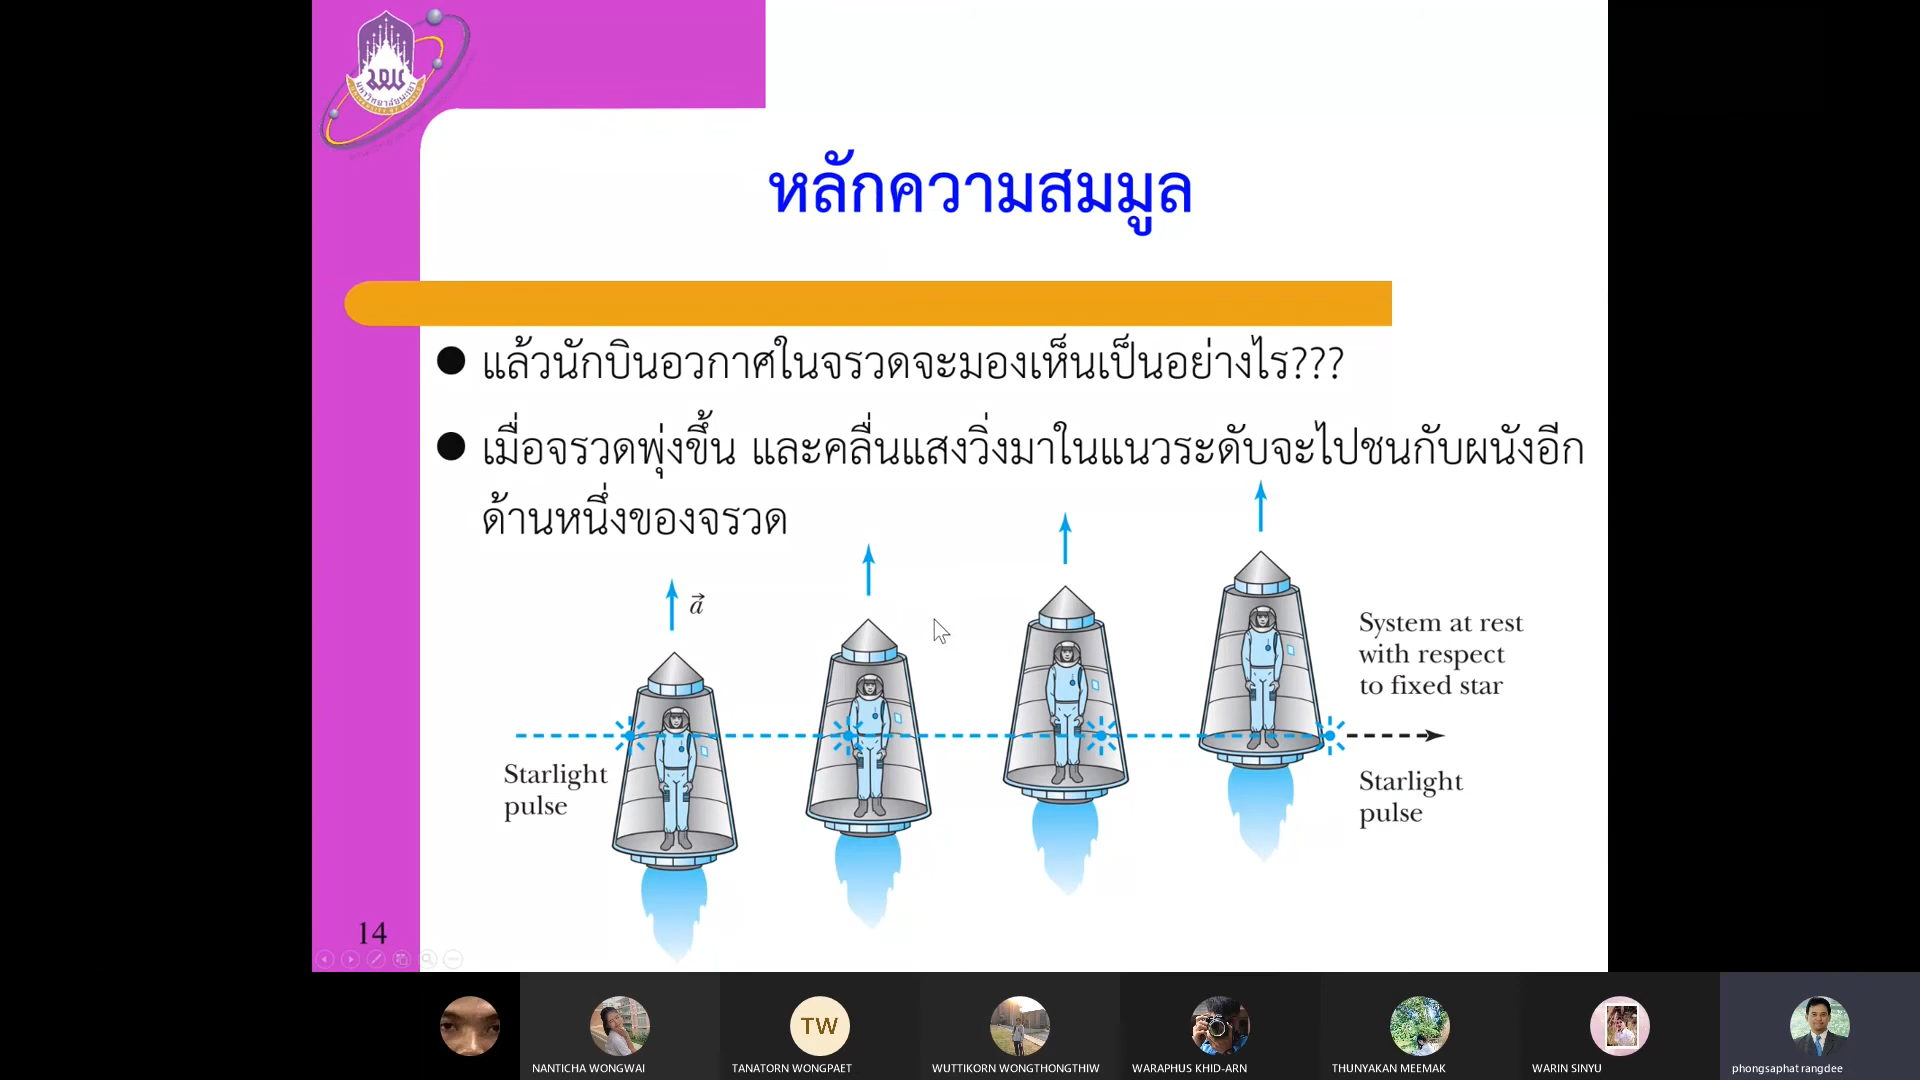 หลักความสมมูล
แล้วนักบินอวกาศในจรวดจะมองเห็นเป็นอย่างไร???
เมื่อจรวดพุ่งขึ้น และคลื่นแสงวิ่งมาในแนวระดับจะไปชนกับผนังอีก
ด้านหนึ่งของจรวด
a
System at rest
with respect
to fixed star
Starlight
pulse
Starlight
pulse
14
TW
NANTICHA WONGWAI
TANATORN WONGPAET
WUTTIKORN WONGTHONGTHIW
WARAPHUS KHID-ARN
THUNYAKAN MEEMAK
WARIN SINYU
phongsaphat rangdee